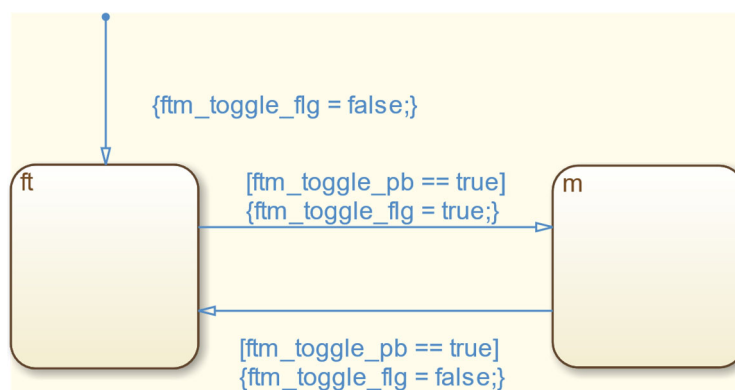 {ftm_toggle_flg = false;}
ft
[ftm_toggle_pb == true]
{ftm_toggle_flg = true;}
m
[ftm_toggle_pb == true]
{ftm_toggle_flg = false;}